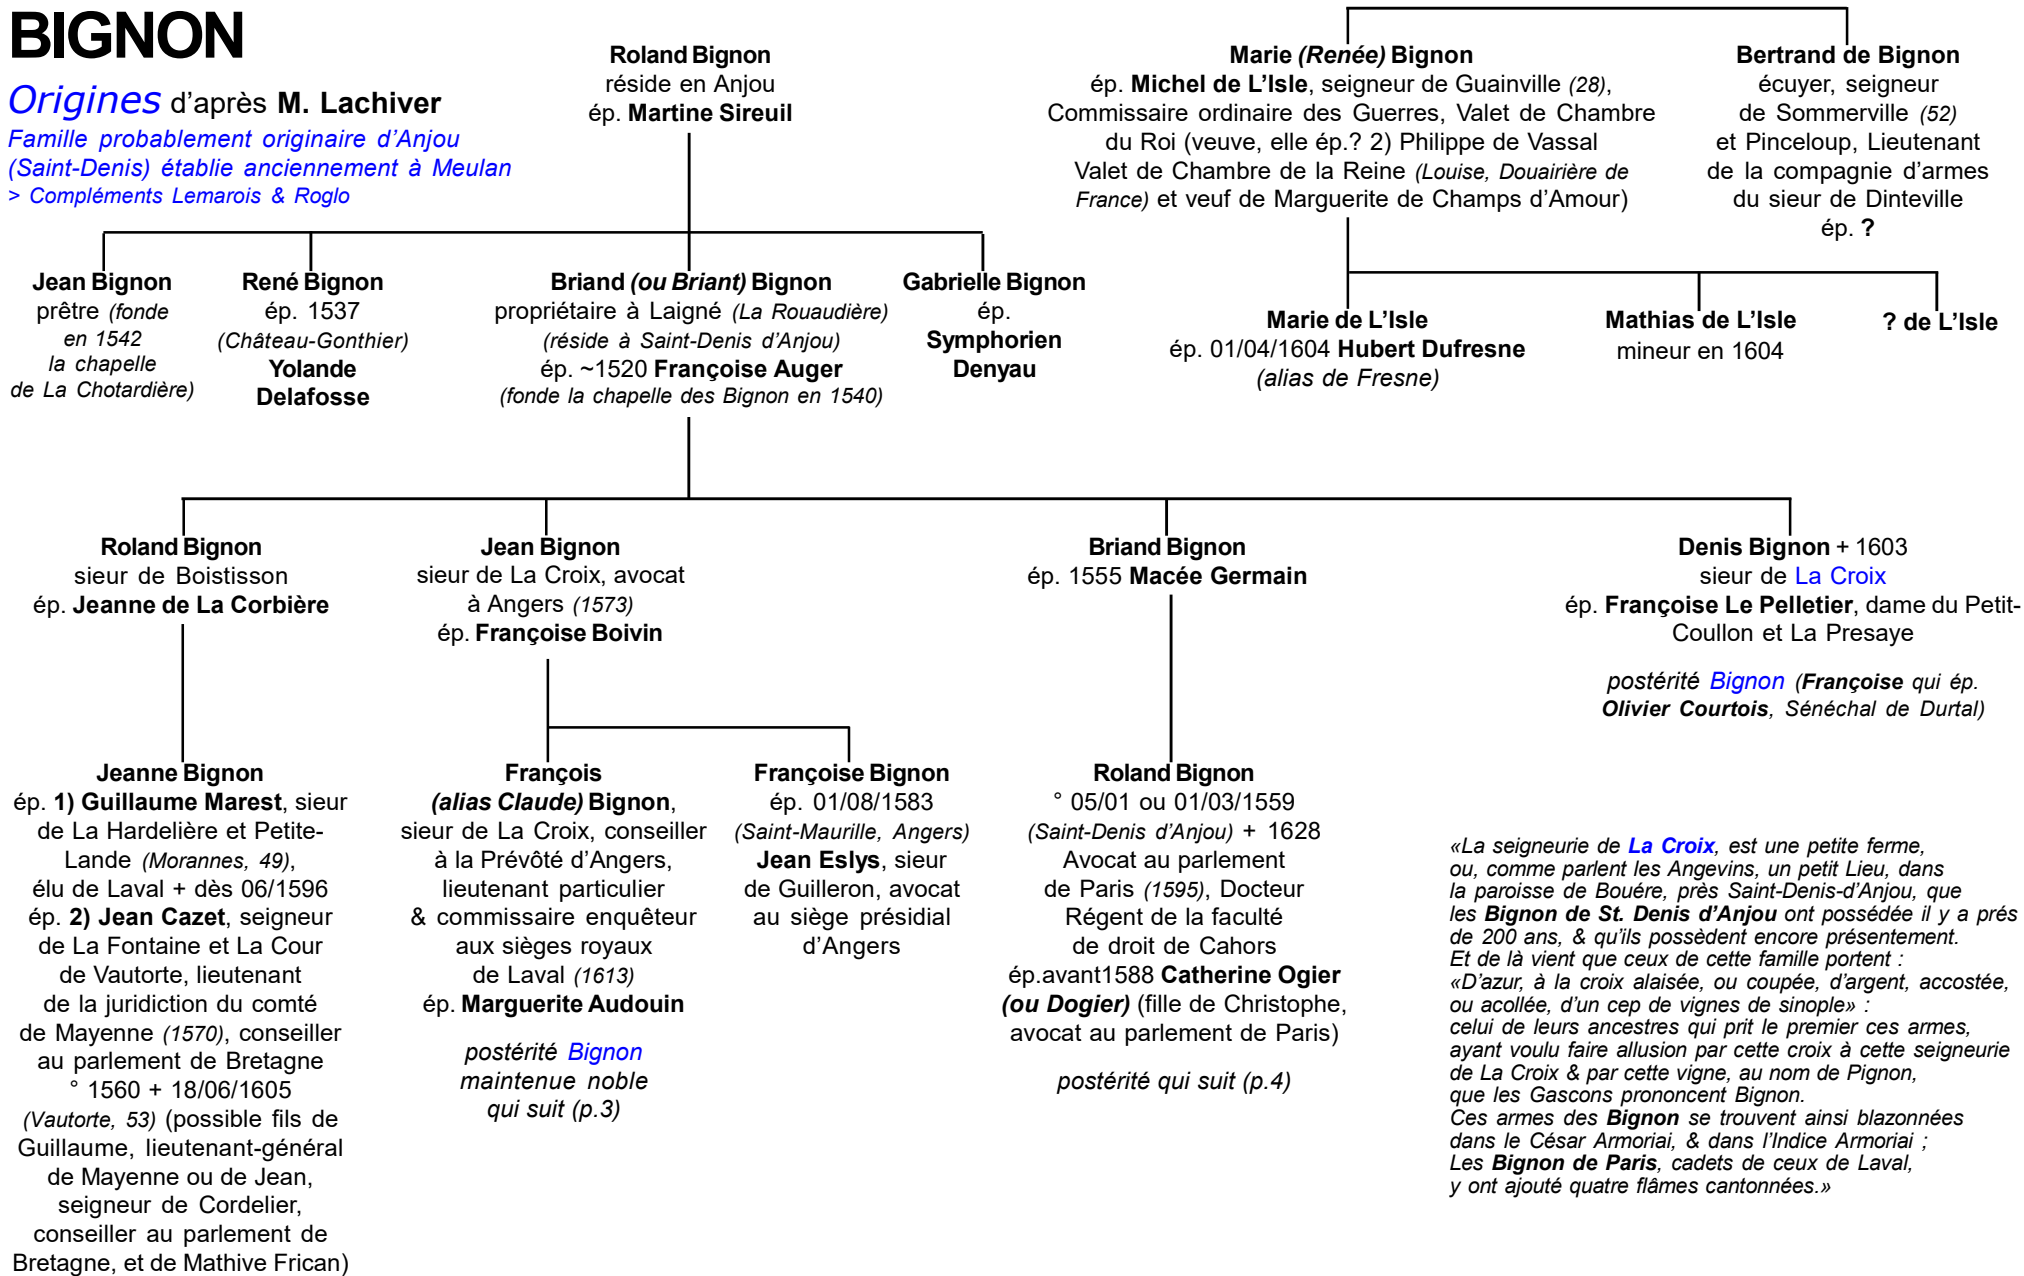 BIGNON
Origines d'après M. Lachiver
Famille probablement originaire d'Anjou
(Saint-Denis) établie anciennement à Meulan
> Compléments Lemarois & Roglo
Roland Bignon
réside en Anjou
ép. Martine Sireuil
Marie (Renée) Bignon
ép. Michel de L'Isle, seigneur de Guainville (28),
Commissaire ordinaire des Guerres, Valet de Chambre
du Roi (veuve, elle ép.? 2) Philippe de Vassal
Valet de Chambre de la Reine (Louise, Douairière de
France) et veuf de Marguerite de Champs d'Amour)
Bertrand de Bignon
écuyer, seigneur
de Sommerville (52)
et Pinceloup, Lieutenant
de la compagnie d'armes
du sieur de Dinteville
ép. ?
Jean Bignon
prêtre (fonde
en 1542
la chapelle
de La Chotardière)
René Bignon
ép. 1537
(Château-Gonthier)
Yolande
Delafosse
Briand (ou Briant) Bignon
propriétaire à Laigné (La Rouaudière)
(réside à Saint-Denis d'Anjou)
ép. ~1520 Françoise Auger
(fonde la chapelle des Bignon en 1540)
Gabrielle Bignon
ép.
Symphorien
Denyau
Marie de L'Isle
ép. 01/04/1604 Hubert Dufresne
(alias de Fresne)
Mathias de L'Isle
mineur en 1604
? de L'Isle
Roland Bignon
sieur de Boistisson
ép. Jeanne de La Corbière
Jean Bignon
sieur de La Croix, avocat
à Angers (1573)
ép. Françoise Boivin
Briand Bignon
ép. 1555 Macée Germain
Denis Bignon + 1603
sieur de La Croix
ép. Françoise Le Pelletier, dame du Petit-
Coullon et La Presaye
postérité Bignon (Françoise qui ép.
Olivier Courtois, Sénéchal de Durtal)
Jeanne Bignon
ép. 1) Guillaume Marest, sieur
de La Hardelière et Petite-
Lande (Morannes, 49),
élu de Laval + dès 06/1596
ép. 2) Jean Cazet, seigneur
de La Fontaine et La Cour
de Vautorte, lieutenant
de la juridiction du comté
de Mayenne (1570), conseiller
au parlement de Bretagne
° 1560 + 18/06/1605
(Vautorte, 53) (possible fils de
Guillaume, lieutenant-général
de Mayenne ou de Jean,
seigneur de Cordelier,
conseiller au parlement de
Bretagne, et de Mathive Frican)
François
(alias Claude) Bignon,
sieur de La Croix, conseiller
à la Prévôté d'Angers,
lieutenant particulier
& commissaire enquêteur
aux sièges royaux
de Laval (1613)
ép. Marguerite Audouin
postérité Bignon
maintenue noble
qui suit (p.3)
Françoise Bignon
ép. 01/08/1583
(Saint-Maurille, Angers)
Jean Eslys, sieur
de Guilleron, avocat
au siège présidial
d'Angers
Roland Bignon
° 05/01 ou 01/03/1559
(Saint-Denis d'Anjou) + 1628
Avocat au parlement
de Paris (1595), Docteur
Régent de la faculté
de droit de Cahors
ép.avant1588 Catherine Ogier
(ou Dogier) (fille de Christophe,
avocat au parlement de Paris)
postérité qui suit (p.4)
«La seigneurie de La Croix, est une petite ferme,
ou, comme parlent les Angevins, un petit Lieu, dans
la paroisse de Bouére, près Saint-Denis-d'Anjou, que
les Bignon de St. Denis d'Anjou ont possédée il y a prés
de 200 ans, & qu'ils possèdent encore présentement.
Et de là vient que ceux de cette famille portent :
«D'azur, à la croix alaisée, ou coupée, d'argent, accostée,
ou acollée, d'un cep de vignes de sinople» :
celui de leurs ancestres qui prit le premier ces armes,
ayant voulu faire allusion par cette croix à cette seigneurie
de La Croix & par cette vigne, au nom de Pignon,
que les Gascons prononcent Bignon.
Ces armes des Bignon se trouvent ainsi blazonnées
dans le César Armoriai, & dans l'Indice Armoriai ;
Les Bignon de Paris, cadets de ceux de Laval,
y ont ajouté quatre flâmes cantonnées.»